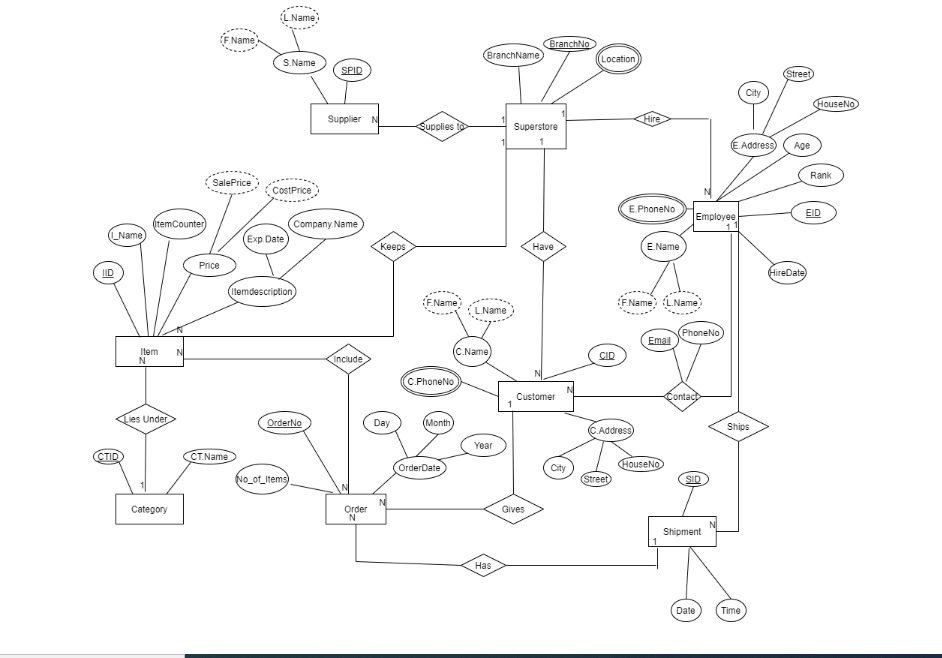 L.Name
F.Name
S.Name
SPID
Supplier
N
Supplies to
1
BranchName
BranchNo
Location
1
Superstore
1
1
Hire
Street
City
HouseNo
E.Address
Age
Rank
EID
E.PhoneNo
N
Employee
1
1
E.Name
HireDate
F.Name
L.Name
SalePrice
CostPrice
ItemCounter
I_Name
Company.Name
Exp.Date
Price
IID
Itemdescription
Keeps
Have
N
Item
N
N
Include
F.Name
L.Name
C.Name
C.PhoneNo
CID
N
Customer
N
1
Email
PhoneNo
Contact
C.Address
City
Street
HouseNo
Ships
Lies Under
CTID
CT.Name
1
Category
OrderNo
Day
Month
Year
OrderDate
No_of_Items
N
Order
N
N
Gives
Has
SID
Shipment
N
1
Date
Time